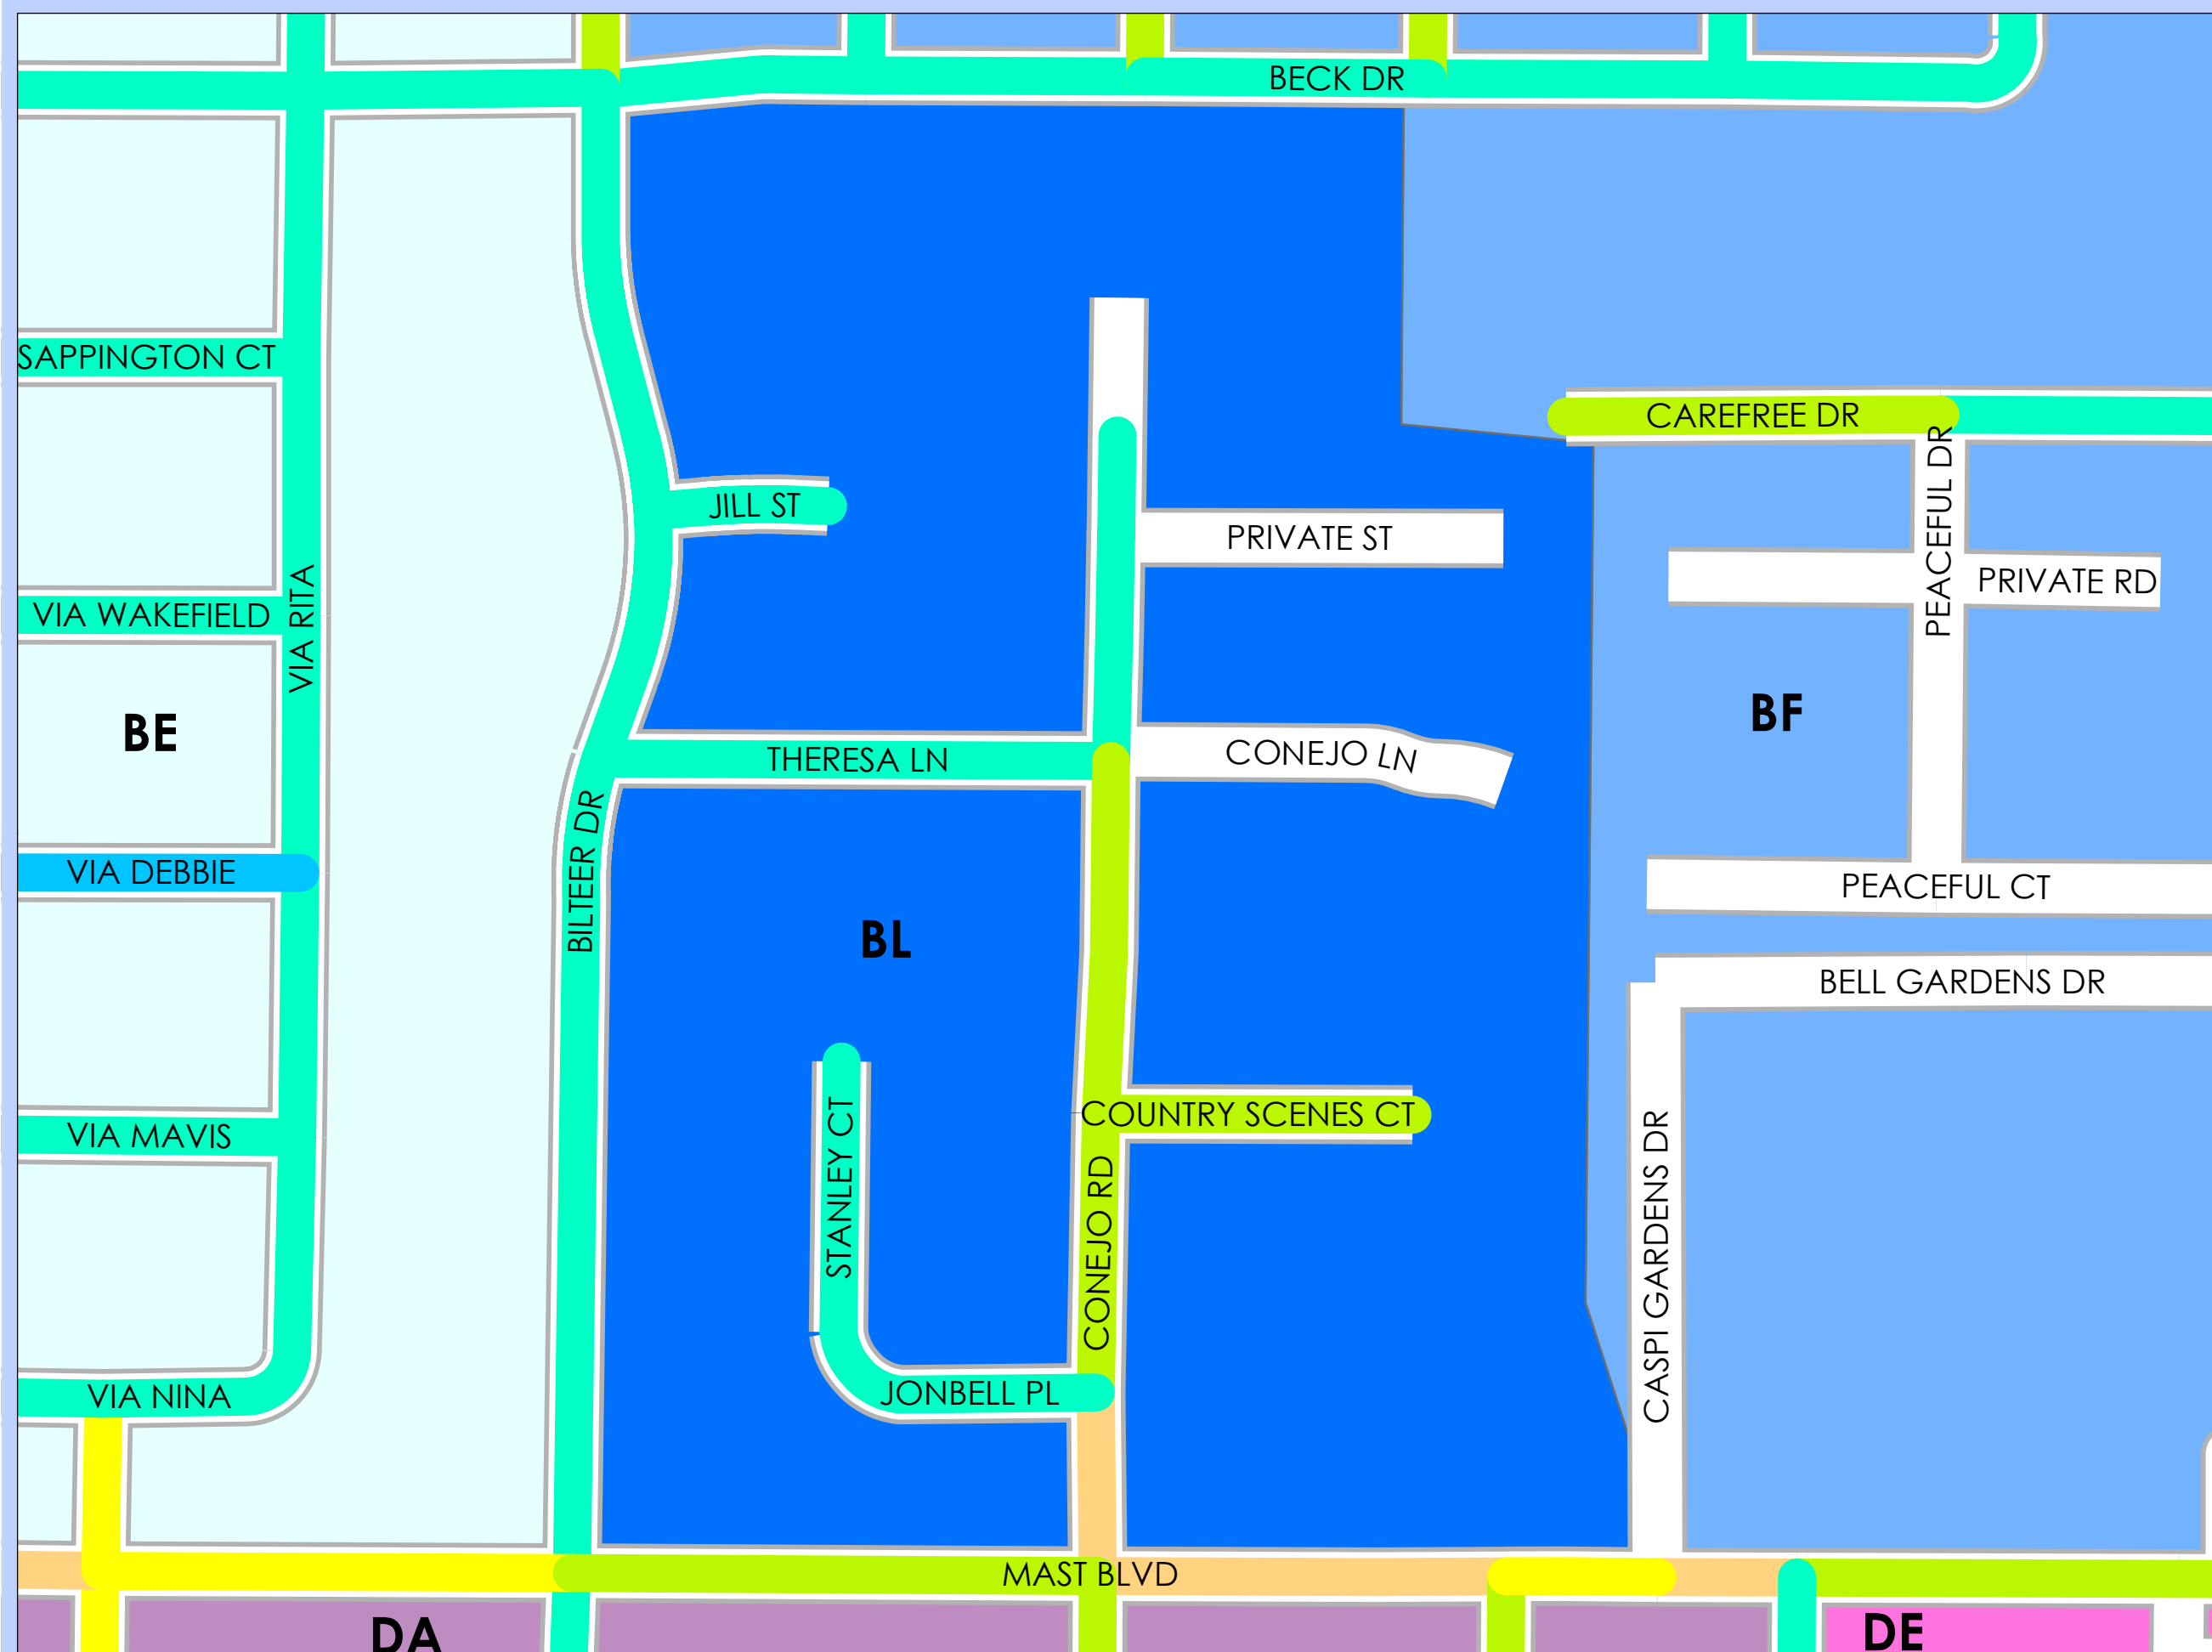 BECK DR
SAPPINGTON CT
CAREFREE DR
JILL ST
PRIVATE ST
PEACEFUL DR
PRIVATE RD
VIA WAKEFIELD
VIA RITA
BE
BF
THERESA LN
CONEJO LN
VIA DEBBIE
BILTEER DR
PEACEFUL CT
BL
BELL GARDENS DR
COUNTRY SCENES CT
VIA MAVIS
STANLEY CT
CONEJO RD
CASPI GARDENS DR
VIA NINA
JONBELL PL
MAST BLVD
DA
DE